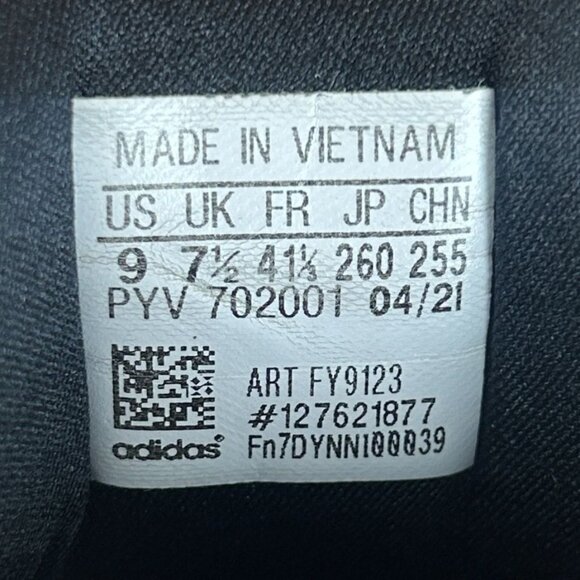 MADE IN VIETNAM
US UK FR JP CHN
9 7½ 41⅓ 260 255
PYV 702001 04/21
ART FY9123
#127621877
adidas® Fn7DYNNI00039